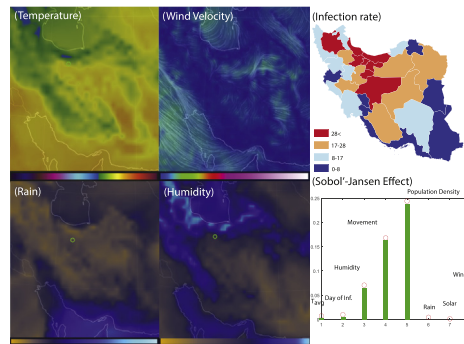 (Temperature)
(Wind Velocity)
(Infection rate)
28<
17-28
8-17
0-8
(Rain)
(Humidity)
(Sobol'-Jansen Effect)
Population Density
0.25
0.2
0.15
0.1
0.05
Movement
Humidity
Win
Tavg
Day of Inf.
Rain
Solar
1
2
3
4
5
6
7